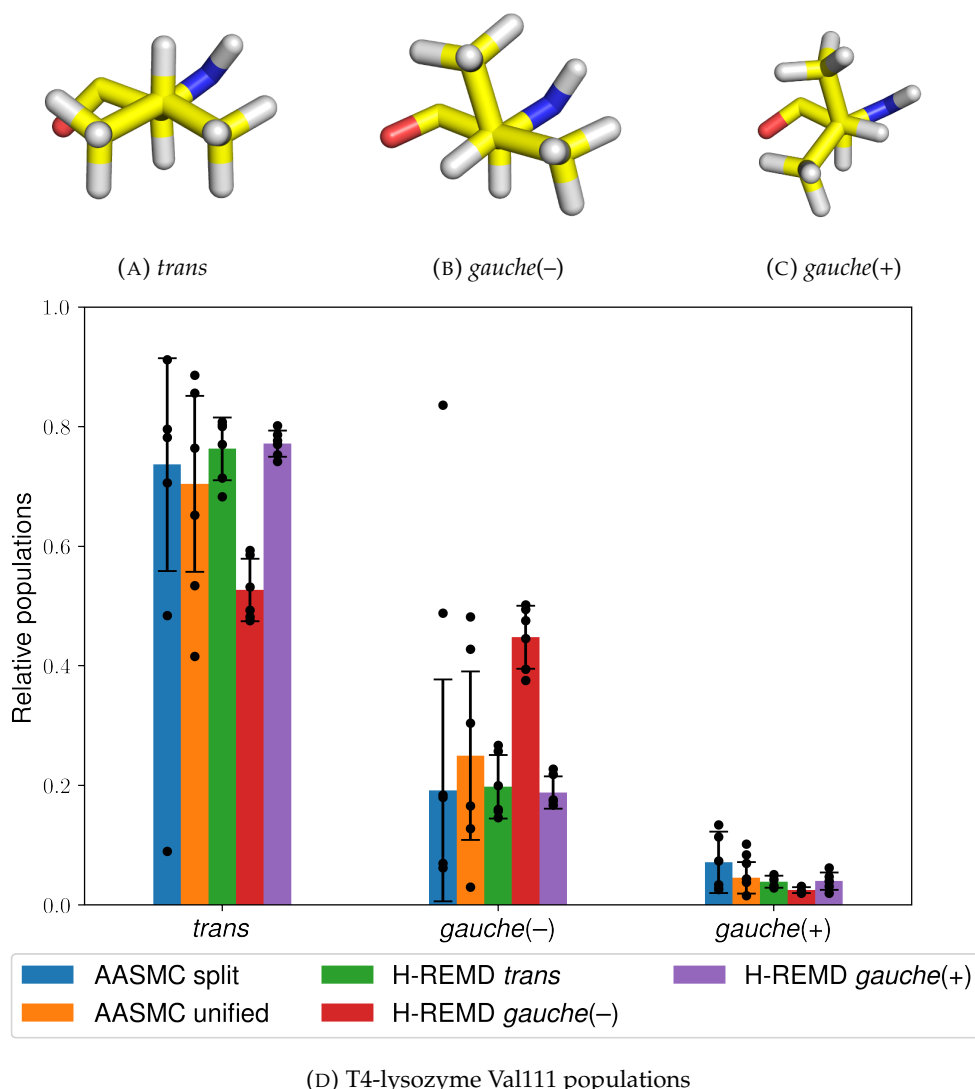 (A) trans
(B) gauche(–)
(C) gauche(+)
1.0
0.8
0.6
0.4
0.2
0.0
Relative populations
trans
gauche(–)
gauche(+)
AASMC split
AASMC unified
H-REMD trans
H-REMD gauche(–)
H-REMD gauche(+)
(D) T4-lysozyme Val111 populations